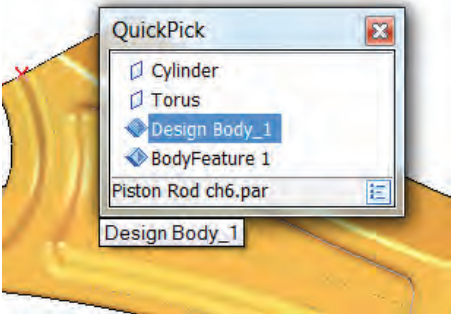 QuickPick
Cylinder
Torus
Design Body_1
BodyFeature 1
Piston Rod ch6.par
Design Body_1